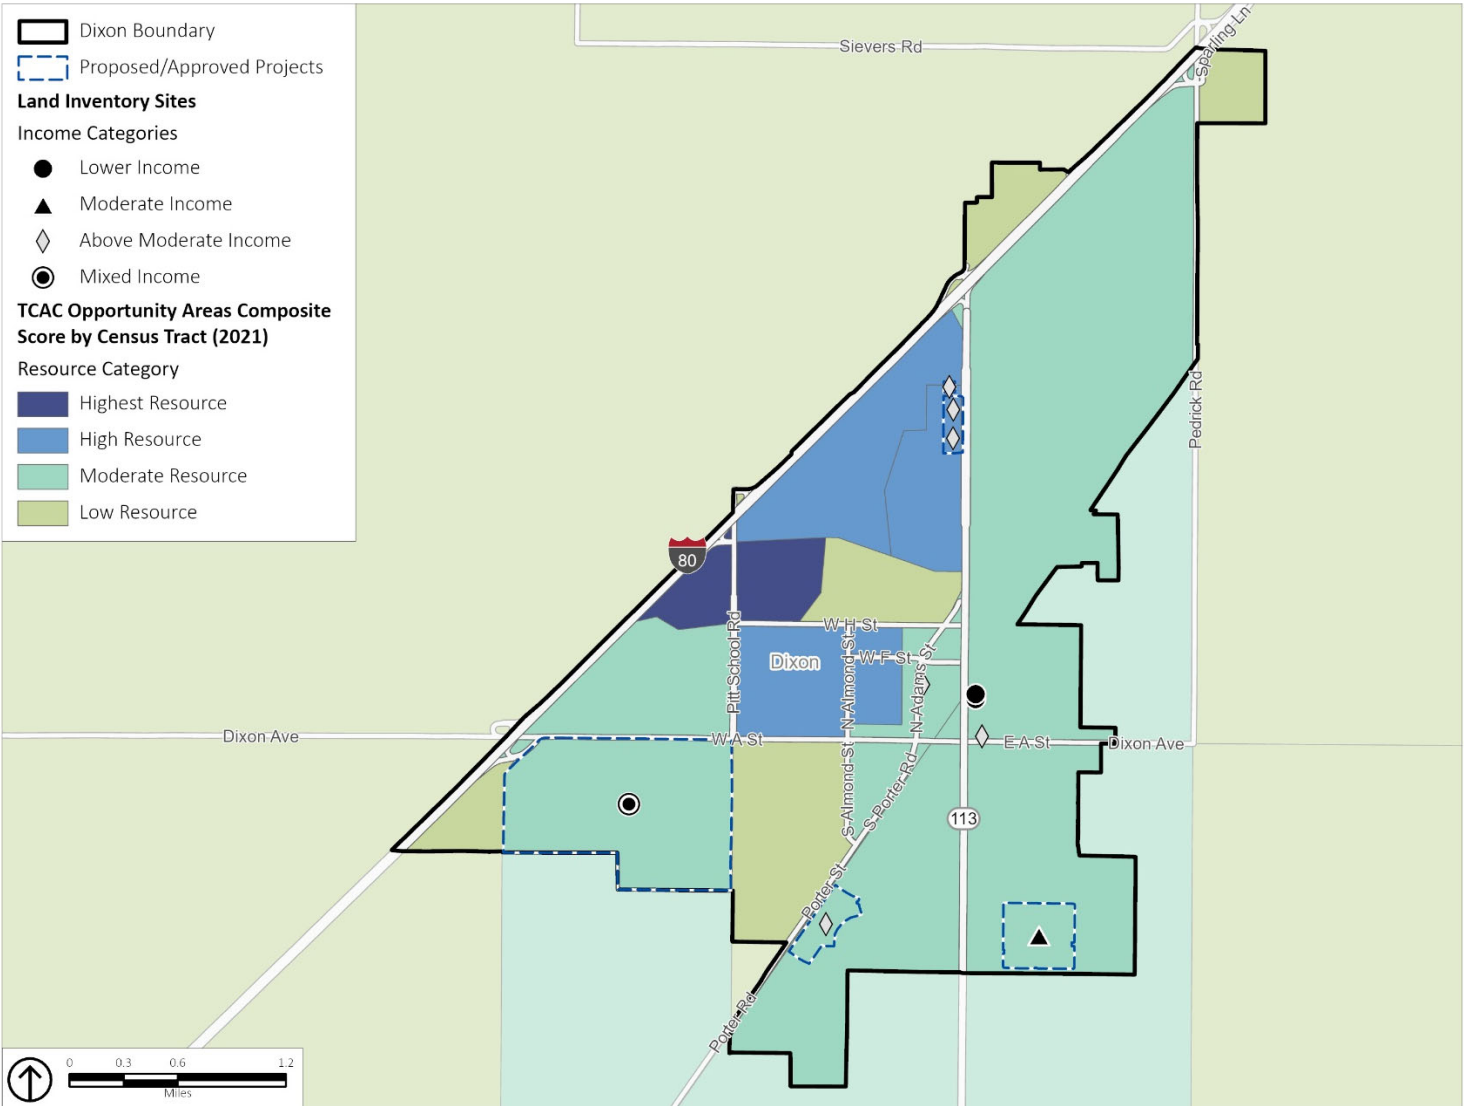 Dixon Boundary
Proposed/Approved Projects
Land Inventory Sites
Income Categories
Lower Income
Moderate Income
Above Moderate Income
Mixed Income
TCAC Opportunity Areas Composite
Score by Census Tract (2021)
Resource Category
Highest Resource
High Resource
Moderate Resource
Low Resource
Sievers Rd
Sparling Ln
Pedrick Rd
80
Pitt School Rd
W H St
Dixon
N Almond St
W F St
N Adams St
Dixon Ave
W A St
E A St
Dixon Ave
S Almond St
S Porter Rd
113
Porter St
Porter Rd
0 0.3 0.6 1.2
Miles